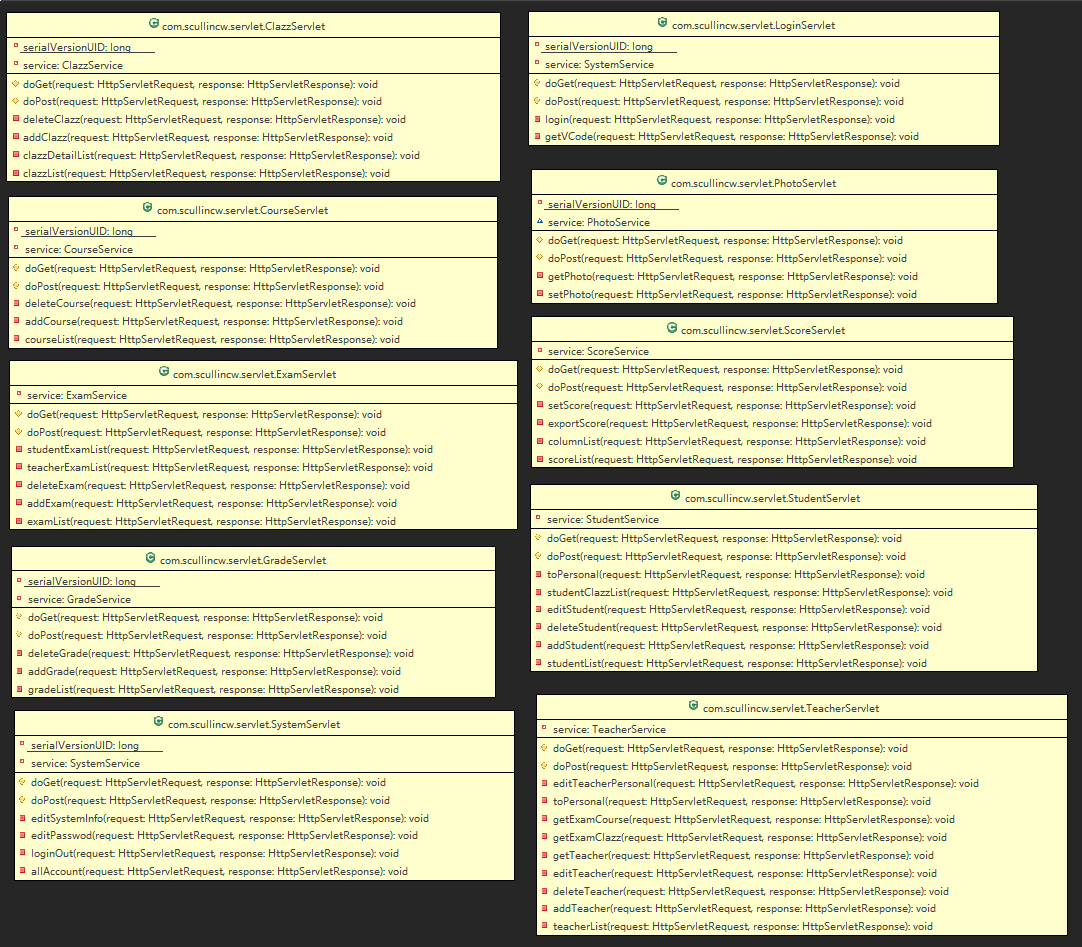 com.scullincw.servlet.ClazzServlet
serialVersionUID: long
service: ClazzService
doGet(request: HttpServletRequest, response: HttpServletResponse): void
doPost(request: HttpServletRequest, response: HttpServletResponse): void
deleteClazz(request: HttpServletRequest, response: HttpServletResponse): void
addClazz(request: HttpServletRequest, response: HttpServletResponse): void
clazzDetailList(request: HttpServletRequest, response: HttpServletResponse): void
clazzList(request: HttpServletRequest, response: HttpServletResponse): void
com.scullincw.servlet.CourseServlet
serialVersionUID: long
service: CourseService
doGet(request: HttpServletRequest, response: HttpServletResponse): void
doPost(request: HttpServletRequest, response: HttpServletResponse): void
deleteCourse(request: HttpServletRequest, response: HttpServletResponse): void
addCourse(request: HttpServletRequest, response: HttpServletResponse): void
courseList(request: HttpServletRequest, response: HttpServletResponse): void
com.scullincw.servlet.ExamServlet
service: ExamService
doGet(request: HttpServletRequest, response: HttpServletResponse): void
doPost(request: HttpServletRequest, response: HttpServletResponse): void
studentExamList(request: HttpServletRequest, response: HttpServletResponse): void
teacherExamList(request: HttpServletRequest, response: HttpServletResponse): void
deleteExam(request: HttpServletRequest, response: HttpServletResponse): void
addExam(request: HttpServletRequest, response: HttpServletResponse): void
examList(request: HttpServletRequest, response: HttpServletResponse): void
com.scullincw.servlet.GradeServlet
serialVersionUID: long
service: GradeService
doGet(request: HttpServletRequest, response: HttpServletResponse): void
doPost(request: HttpServletRequest, response: HttpServletResponse): void
deleteGrade(request: HttpServletRequest, response: HttpServletResponse): void
addGrade(request: HttpServletRequest, response: HttpServletResponse): void
gradeList(request: HttpServletRequest, response: HttpServletResponse): void
com.scullincw.servlet.SystemServlet
serialVersionUID: long
service: SystemService
doGet(request: HttpServletRequest, response: HttpServletResponse): void
doPost(request: HttpServletRequest, response: HttpServletResponse): void
editSystemInfo(request: HttpServletRequest, response: HttpServletResponse): void
editPasswod(request: HttpServletRequest, response: HttpServletResponse): void
loginOut(request: HttpServletRequest, response: HttpServletResponse): void
allAccount(request: HttpServletRequest, response: HttpServletResponse): void
com.scullincw.servlet.LoginServlet
serialVersionUID: long
service: SystemService
doGet(request: HttpServletRequest, response: HttpServletResponse): void
doPost(request: HttpServletRequest, response: HttpServletResponse): void
login(request: HttpServletRequest, response: HttpServletResponse): void
getVCode(request: HttpServletRequest, response: HttpServletResponse): void
com.scullincw.servlet.PhotoServlet
serialVersionUID: long
service: PhotoService
doGet(request: HttpServletRequest, response: HttpServletResponse): void
doPost(request: HttpServletRequest, response: HttpServletResponse): void
getPhoto(request: HttpServletRequest, response: HttpServletResponse): void
setPhoto(request: HttpServletRequest, response: HttpServletResponse): void
com.scullincw.servlet.ScoreServlet
service: ScoreService
doGet(request: HttpServletRequest, response: HttpServletResponse): void
doPost(request: HttpServletRequest, response: HttpServletResponse): void
setScore(request: HttpServletRequest, response: HttpServletResponse): void
exportScore(request: HttpServletRequest, response: HttpServletResponse): void
columnList(request: HttpServletRequest, response: HttpServletResponse): void
scoreList(request: HttpServletRequest, response: HttpServletResponse): void
com.scullincw.servlet.StudentServlet
service: StudentService
doGet(request: HttpServletRequest, response: HttpServletResponse): void
doPost(request: HttpServletRequest, response: HttpServletResponse): void
toPersonal(request: HttpServletRequest, response: HttpServletResponse): void
studentClazzList(request: HttpServletRequest, response: HttpServletResponse): void
editStudent(request: HttpServletRequest, response: HttpServletResponse): void
deleteStudent(request: HttpServletRequest, response: HttpServletResponse): void
addStudent(request: HttpServletRequest, response: HttpServletResponse): void
studentList(request: HttpServletRequest, response: HttpServletResponse): void
com.scullincw.servlet.TeacherServlet
service: TeacherService
doGet(request: HttpServletRequest, response: HttpServletResponse): void
doPost(request: HttpServletRequest, response: HttpServletResponse): void
editTeacherPersonal(request: HttpServletRequest, response: HttpServletResponse): void
toPersonal(request: HttpServletRequest, response: HttpServletResponse): void
getExamCourse(request: HttpServletRequest, response: HttpServletResponse): void
getExamClazz(request: HttpServletRequest, response: HttpServletResponse): void
getTeacher(request: HttpServletRequest, response: HttpServletResponse): void
editTeacher(request: HttpServletRequest, response: HttpServletResponse): void
deleteTeacher(request: HttpServletRequest, response: HttpServletResponse): void
addTeacher(request: HttpServletRequest, response: HttpServletResponse): void
teacherList(request: HttpServletRequest, response: HttpServletResponse): void